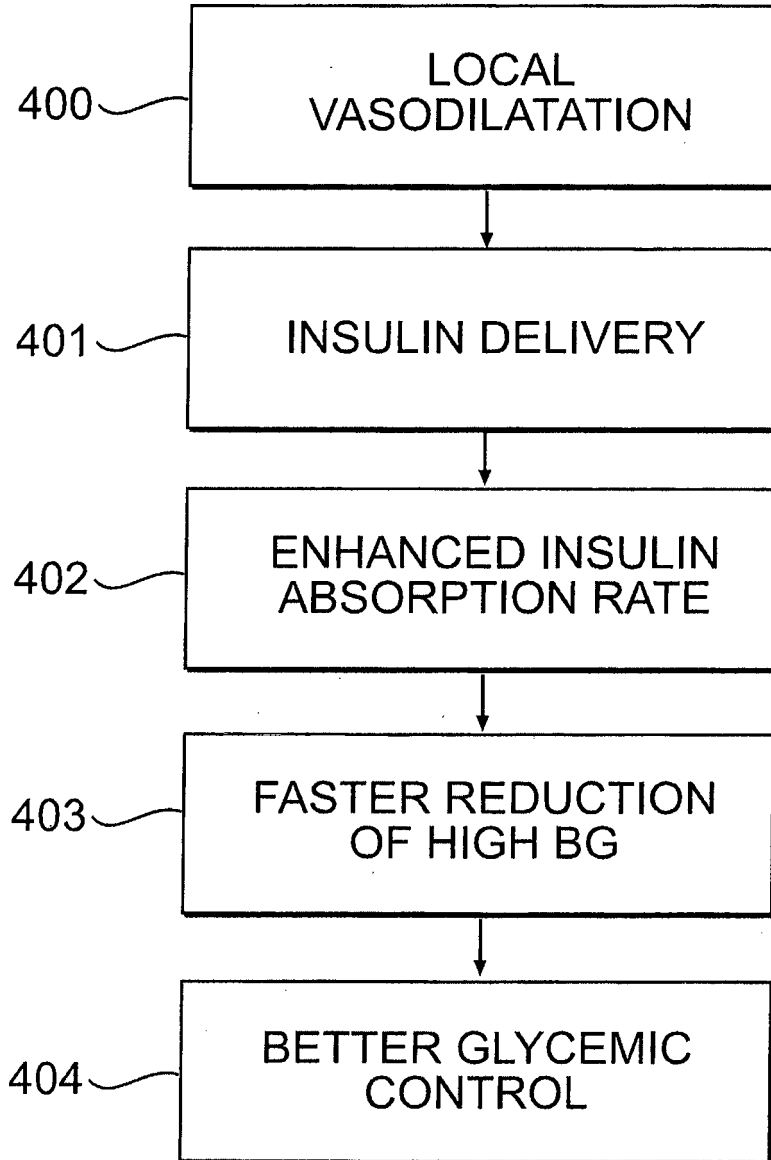 400
LOCAL
VASODILATATION
401
INSULIN DELIVERY
402
ENHANCED INSULIN
ABSORPTION RATE
403
FASTER REDUCTION
OF HIGH BG
404
BETTER GLYCEMIC
CONTROL